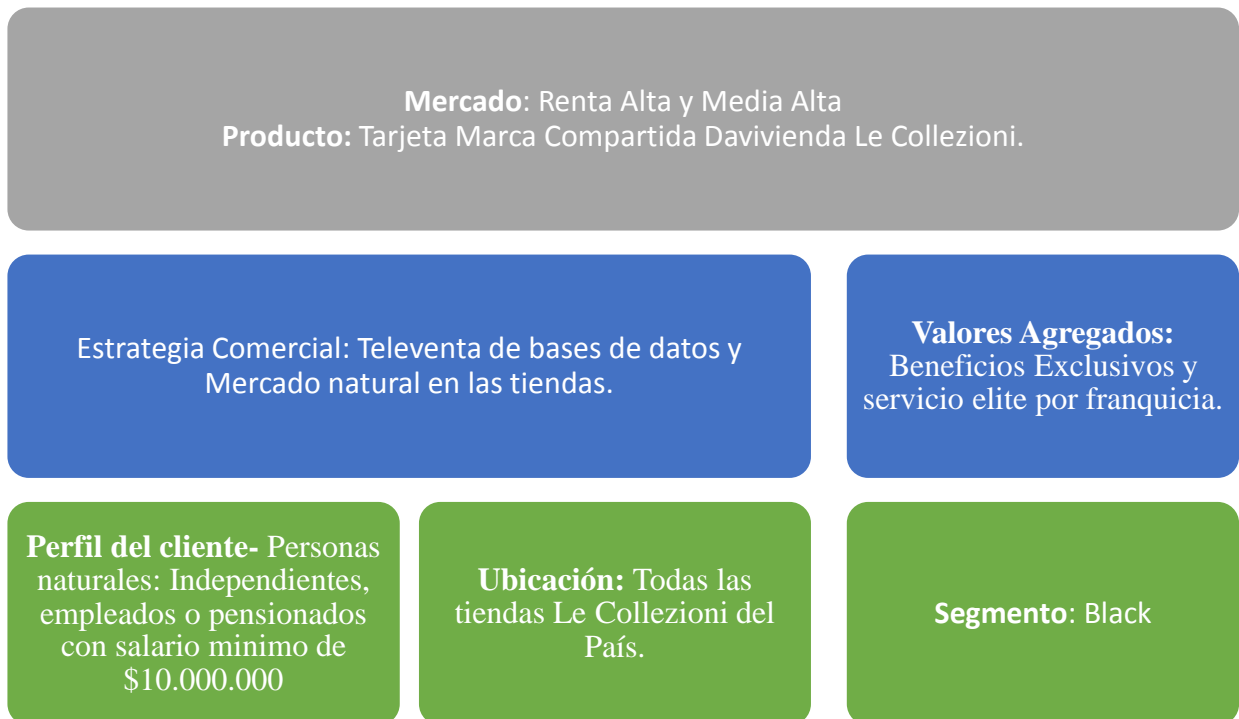 Mercado: Renta Alta y Media Alta
Producto: Tarjeta Marca Compartida Davivienda Le Collezioni.
Estrategia Comercial: Televenta de bases de datos y
Mercado natural en las tiendas.
Valores Agregados:
Beneficios Exclusivos y
servicio elite por franquicia.
Perfil del cliente- Personas
naturales: Independientes,
empleados o pensionados
con salario minimo de
$10.000.000
Ubicación: Todas las
tiendas Le Collezioni del
País.
Segmento: Black